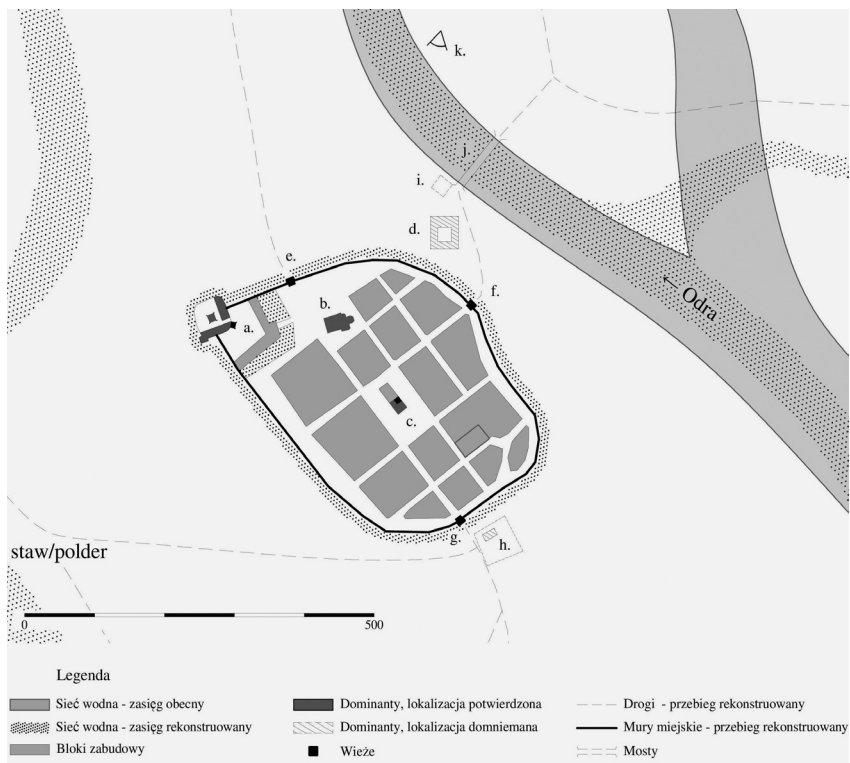 k.
j.
i.
d.
e.
f.
← Odra
b.
a.
c.
g.
h.
staw/polder
0 500
Legenda
Sieć wodna - zasięg obecny
Sieć wodna - zasięg rekonstruowany
Bloki zabudowy
Dominanty, lokalizacja potwierdzona
Dominanty, lokalizacja domniemana
Wieże
Drogi - przebieg rekonstruowany
Mury miejskie - przebieg rekonstruowany
Mosty